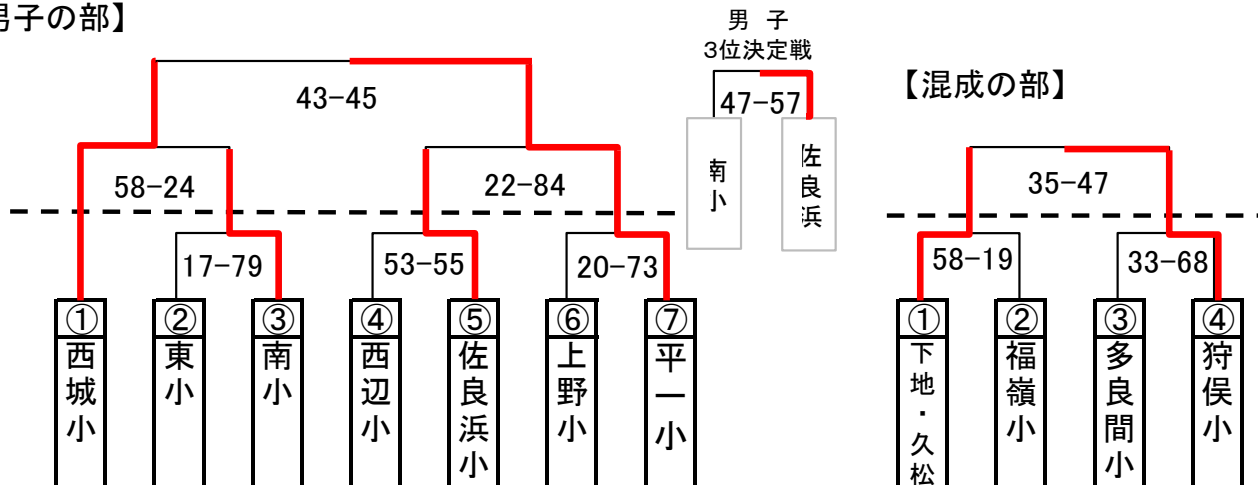 男子の部】
男 子
3位決定戦
【混成の部】
43-45
47-57
南小
佐良浜
58-24
22-84
35-47
17-79
53-55
20-73
58-19
33-68
①
西城小
②
東小
③
南小
④
西辺小
⑤
佐良浜小
⑥
上野小
⑦
平一小
①
下地・久松
②
福嶺小
③
多良間小
④
狩俣小